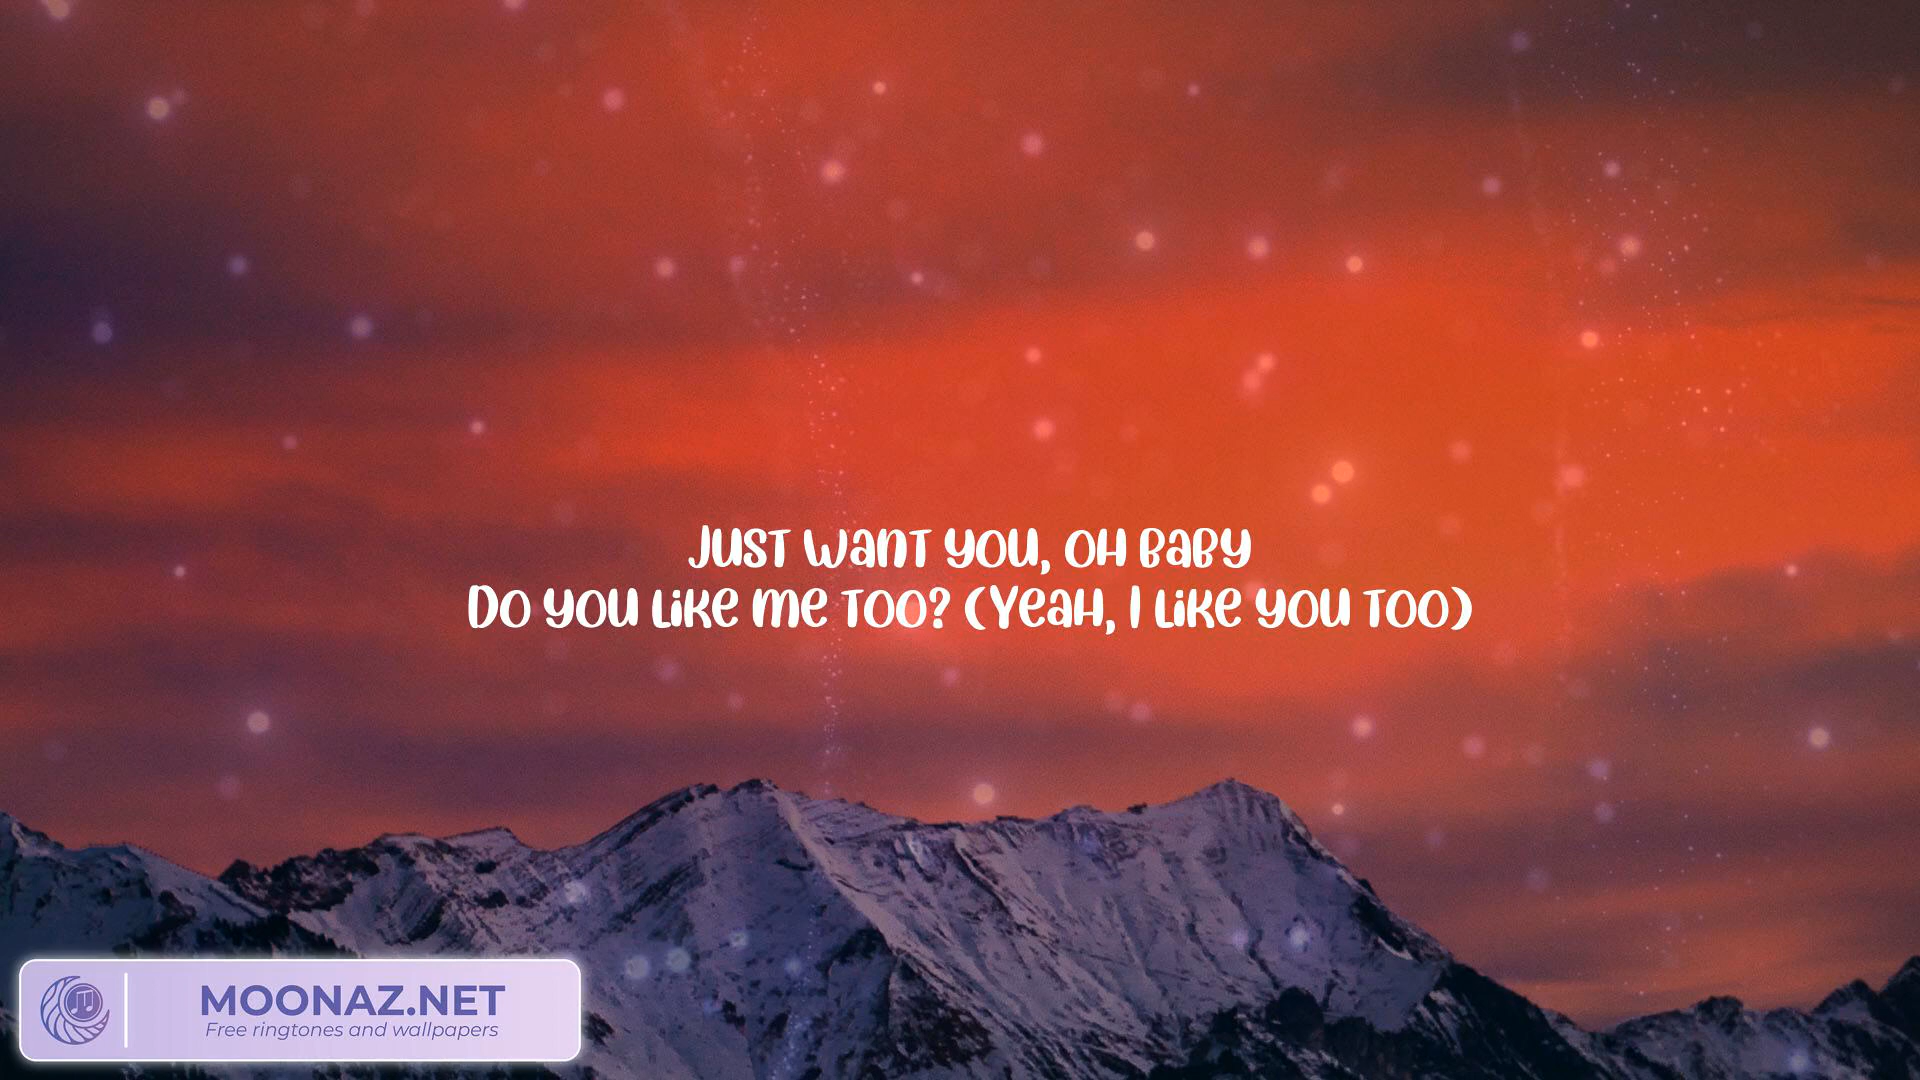 Just want you, oh baby
Do you like me too? (Yeah, I like you too)
MOONAZ.NET
Free ringtones and wallpapers